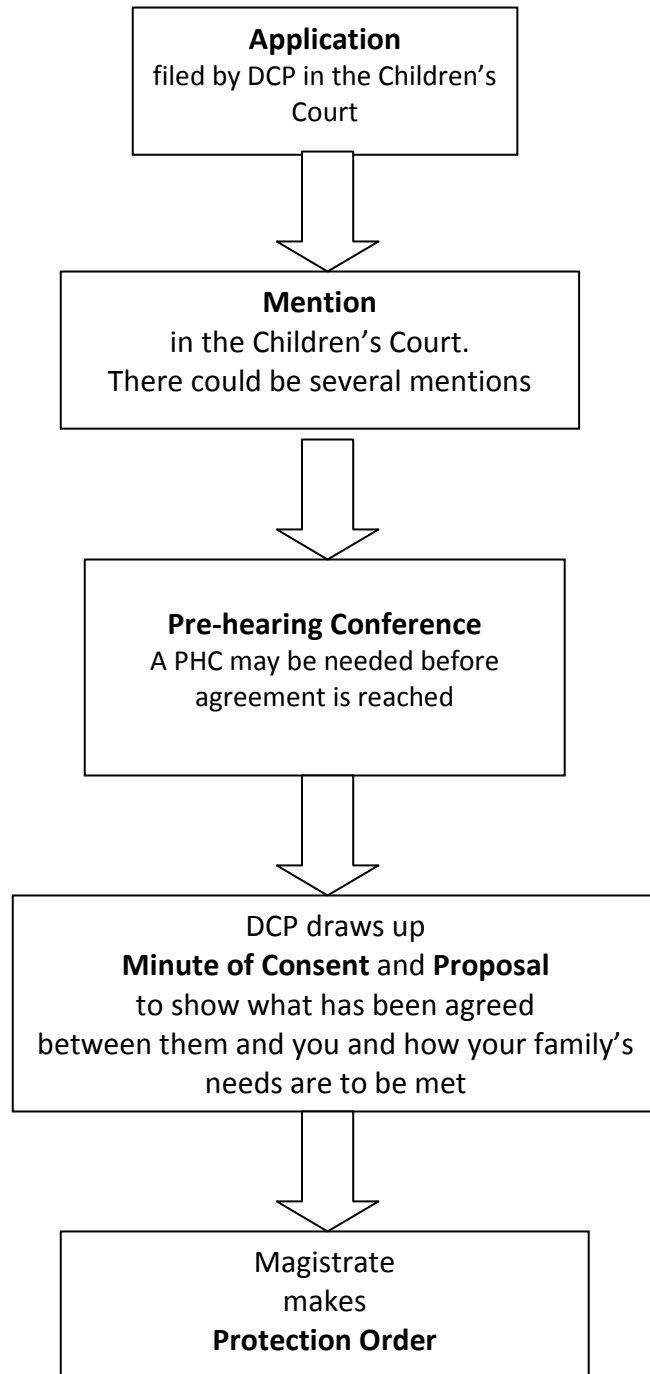 Application
filed by DCP in the Children’s
Court
Mention
in the Children’s Court.
There could be several mentions
Pre-hearing Conference
A PHC may be needed before
agreement is reached
DCP draws up
Minute of Consent and Proposal
to show what has been agreed
between them and you and how your family’s
needs are to be met
Magistrate
makes
Protection Order